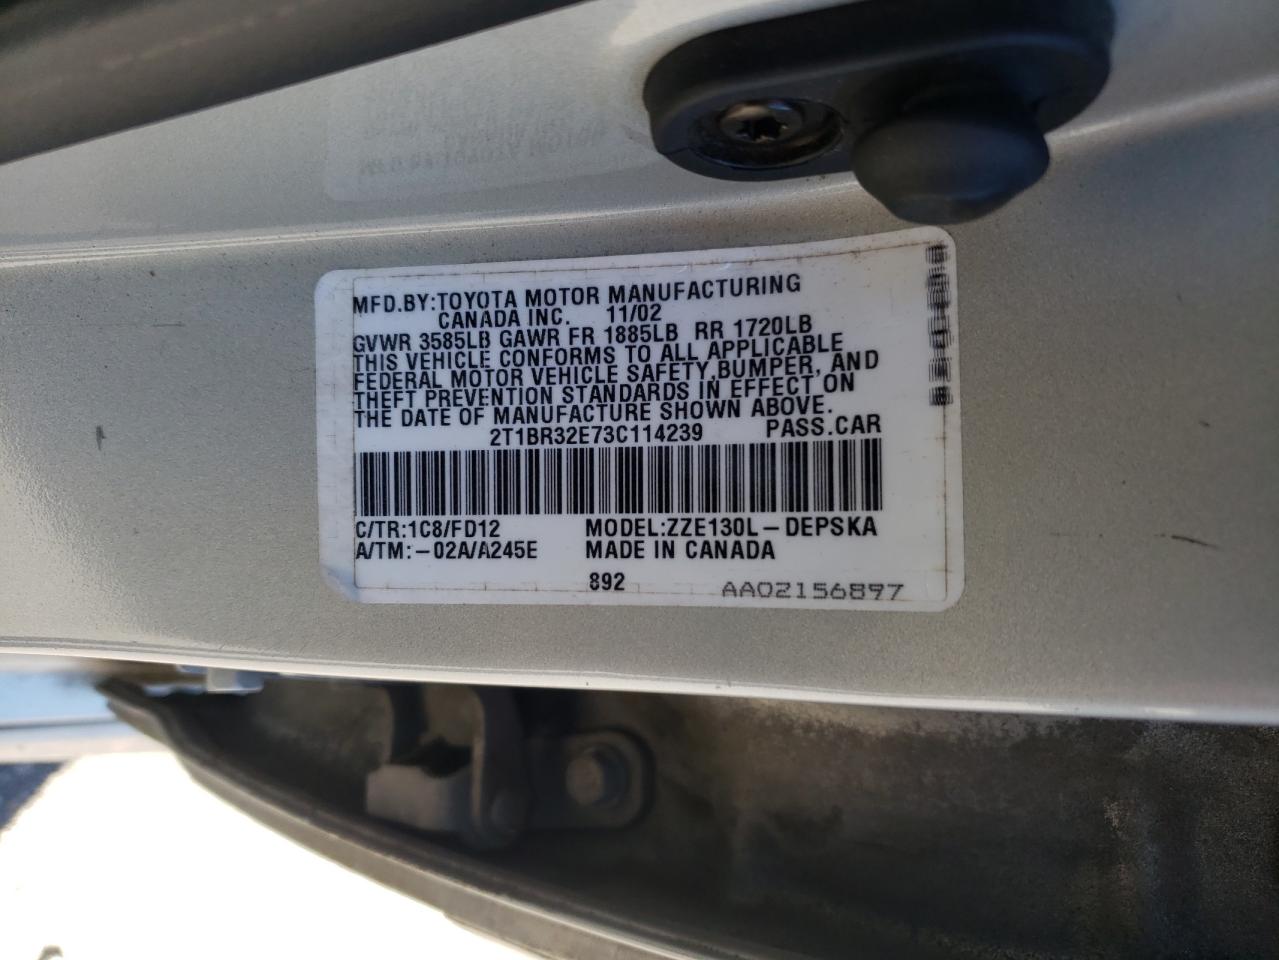 MFD.BY:TOYOTA MOTOR MANUFACTURING
CANADA INC. 11/02
GVWR 3585LB GAWR FR 1885LB RR 1720LB
THIS VEHICLE CONFORMS TO ALL APPLICABLE
FEDERAL MOTOR VEHICLE SAFETY,BUMPER, AND
THEFT PREVENTION STANDARDS IN EFFECT ON
THE DATE OF MANUFACTURE SHOWN ABOVE.
2T1BR32E73C114239 PASS.CAR
C/TR:1C8/FD12 MODEL:ZZE130L-DEPSKA
A/TM:-02A/A245E MADE IN CANADA
892 AA02156897